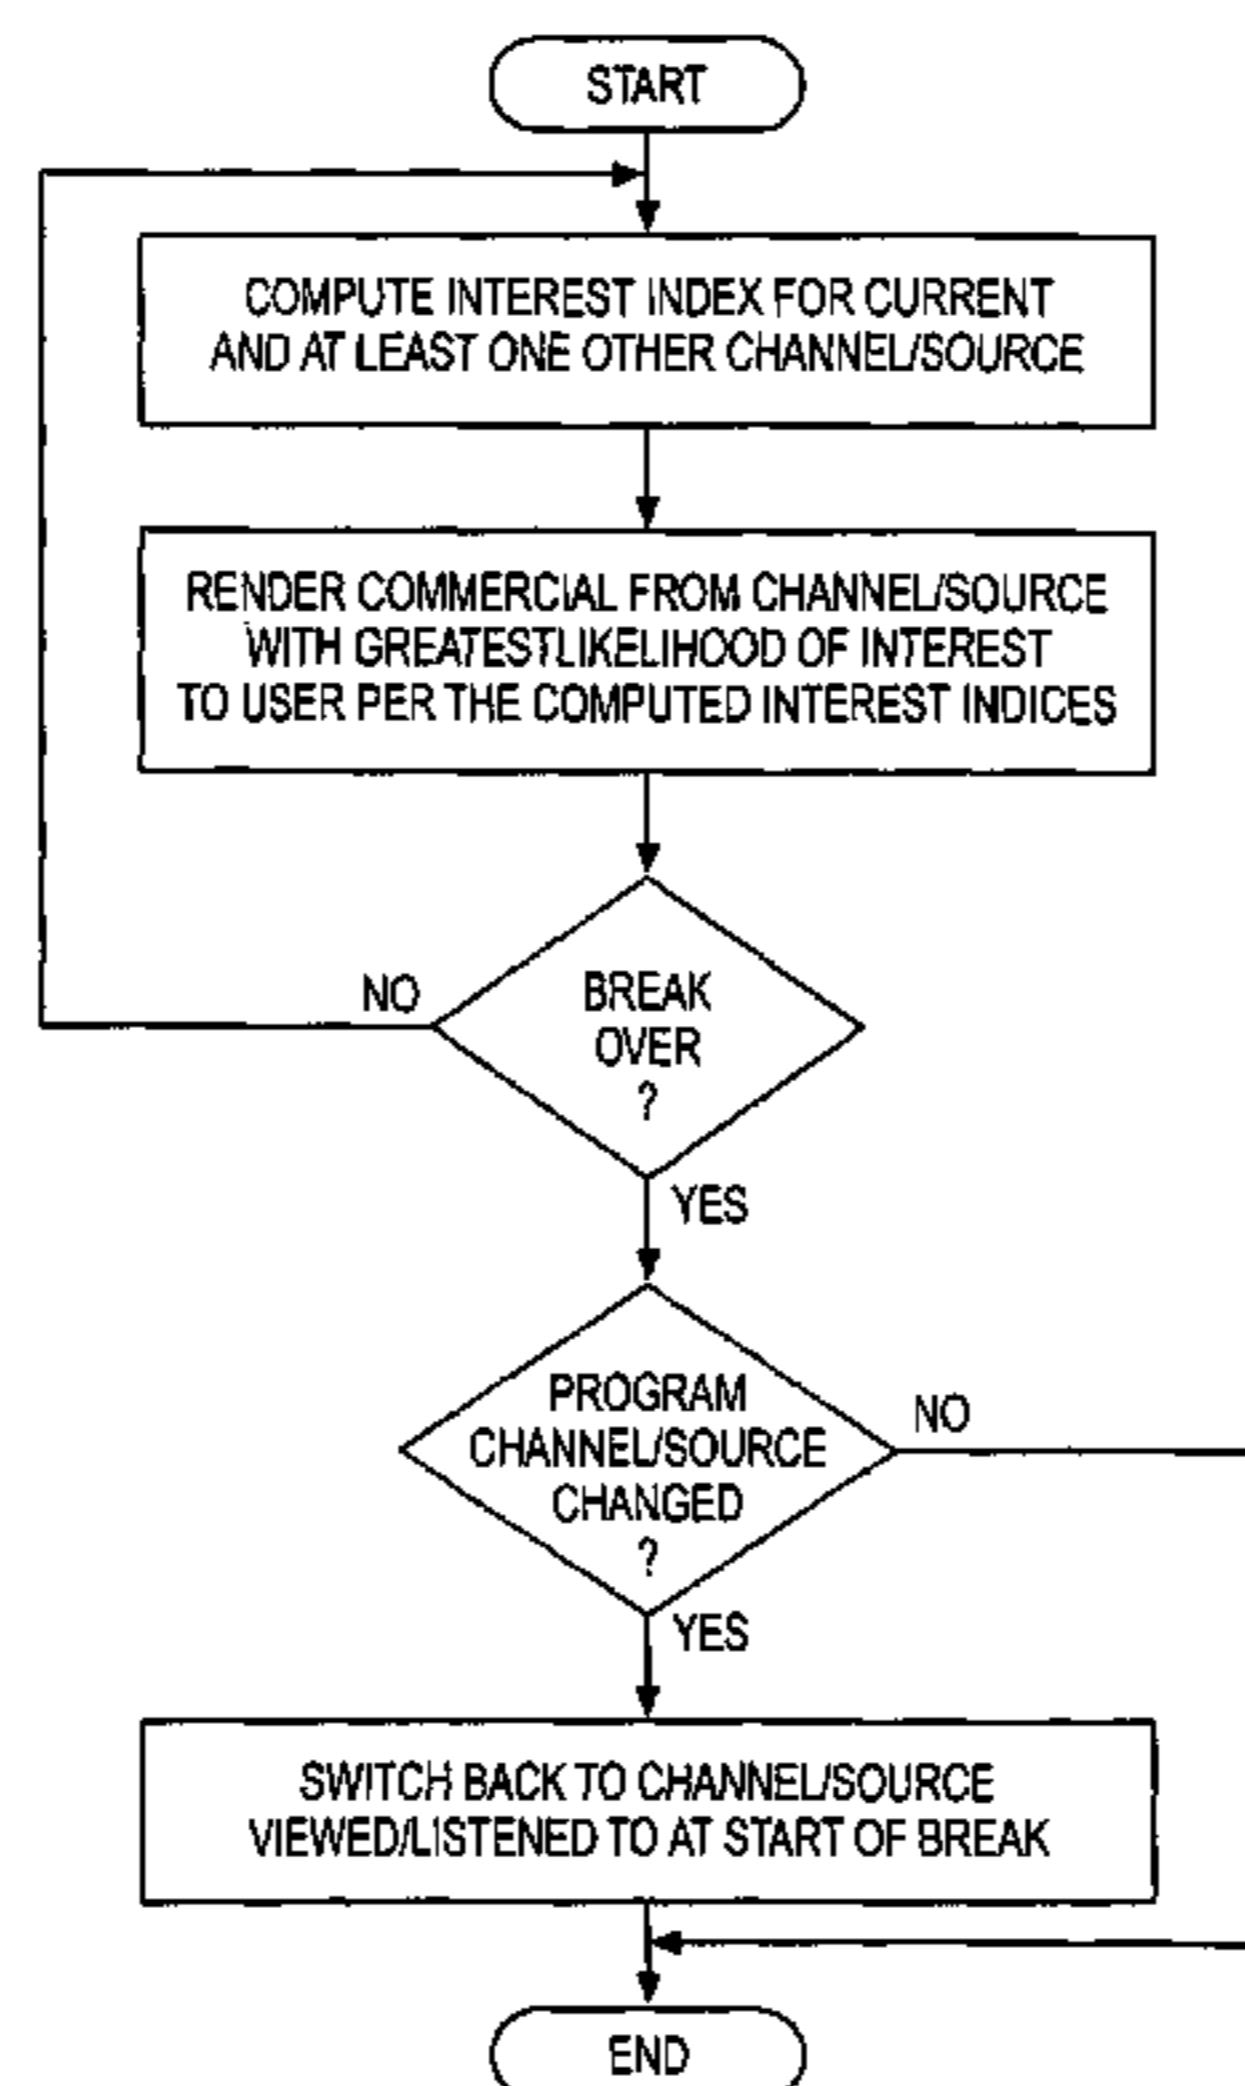 START
COMPUTE INTEREST INDEX FOR CURRENT
AND AT LEAST ONE OTHER CHANNEL/SOURCE
RENDER COMMERCIAL FROM CHANNEL/SOURCE
WITH GREATESTLIKELIHOOD OF INTEREST
TO USER PER THE COMPUTED INTEREST INDICES
NO
BREAK
OVER
?
YES
PROGRAM
CHANNEL/SOURCE
CHANGED
?
NO
YES
SWITCH BACK TO CHANNEL/SOURCE
VIEWED/LISTENED TO AT START OF BREAK
END